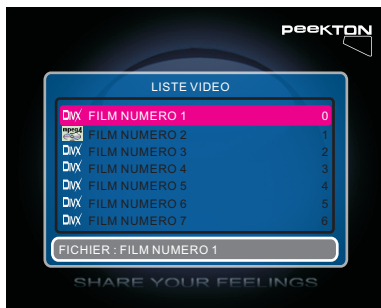 PEEKTON
LISTE VIDEO
DIVX FILM NUMERO 1 0
mpeg4 FILM NUMERO 2 1
DIVX FILM NUMERO 3 2
DIVX FILM NUMERO 4 3
DIVX FILM NUMERO 5 4
DIVX FILM NUMERO 6 5
DIVX FILM NUMERO 7 6
FICHIER : FILM NUMERO 1
SHARE YOUR FEELINGS